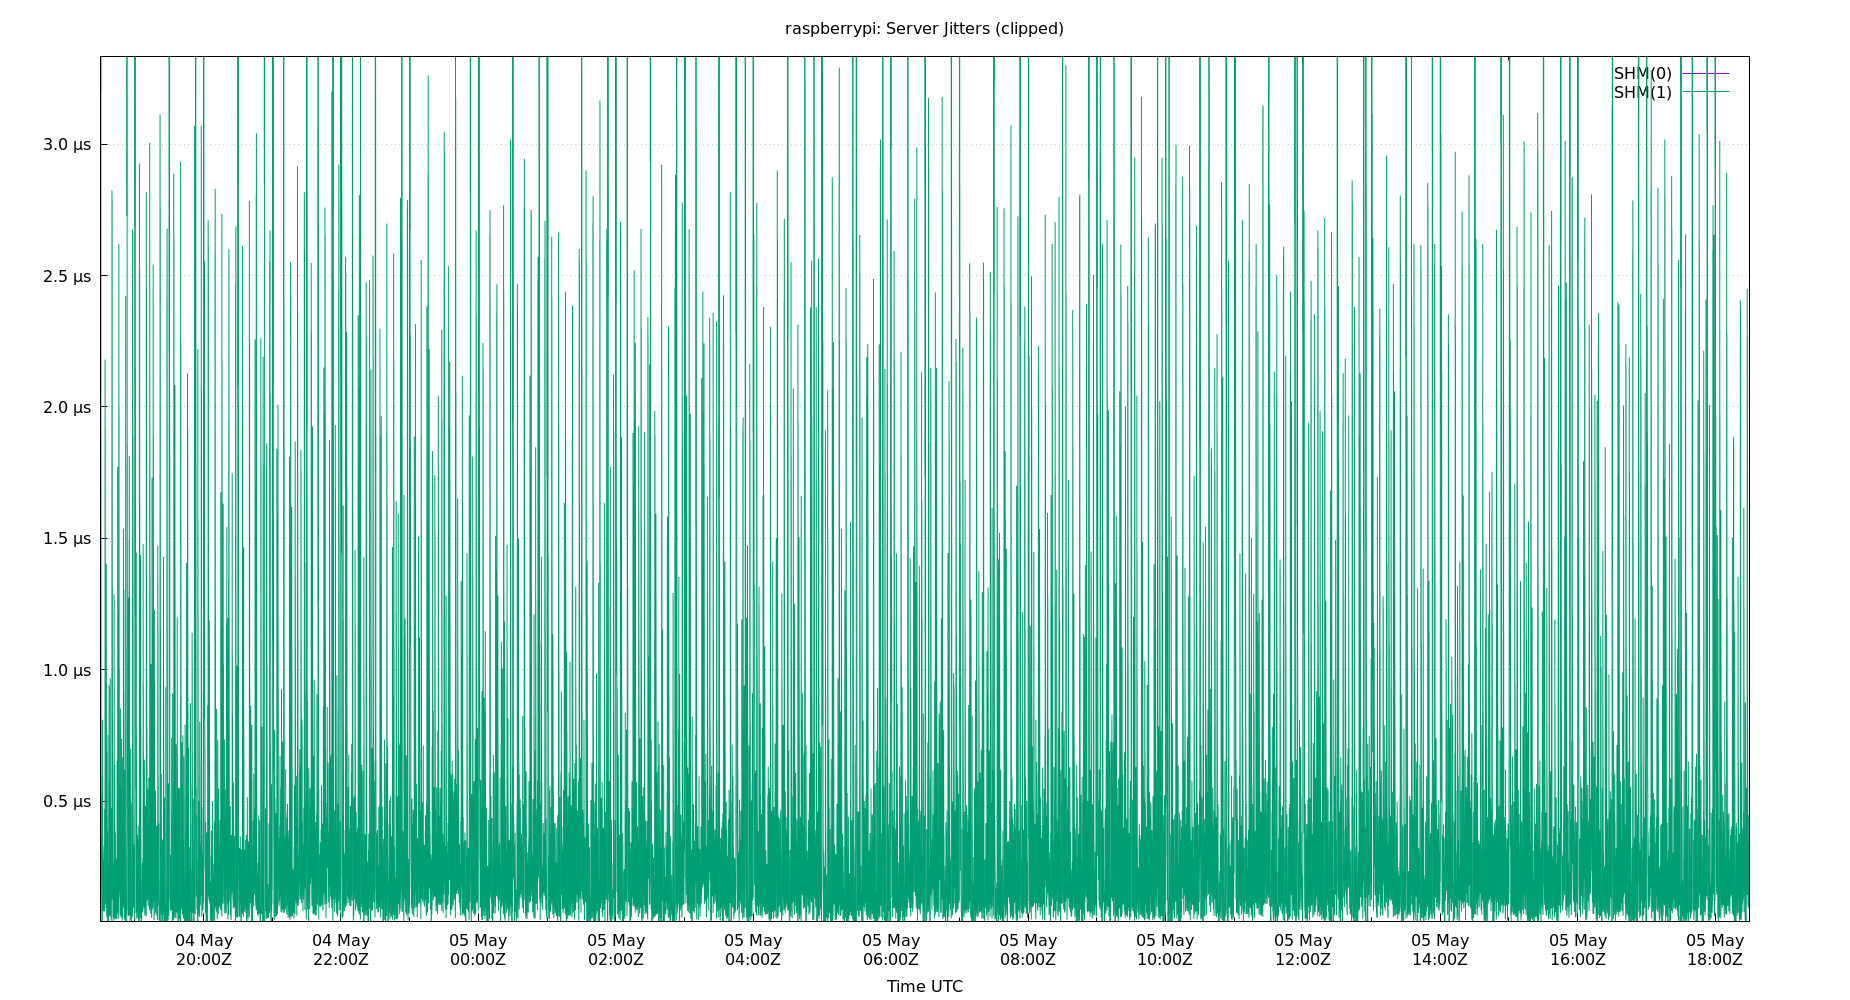 raspberrypi: Server Jitters (clipped)
SHM(0)
SHM(1)
3.0 µs
2.5 µs
2.0 µs
1.5 µs
1.0 µs
0.5 µs
04 May 04 May 05 May 05 May 05 May 05 May 05 May 05 May 05 May 05 May 05 May 05 May
20:00Z 22:00Z 00:00Z 02:00Z 04:00Z 06:00Z 08:00Z 10:00Z 12:00Z 14:00Z 16:00Z 18:00Z
Time UTC